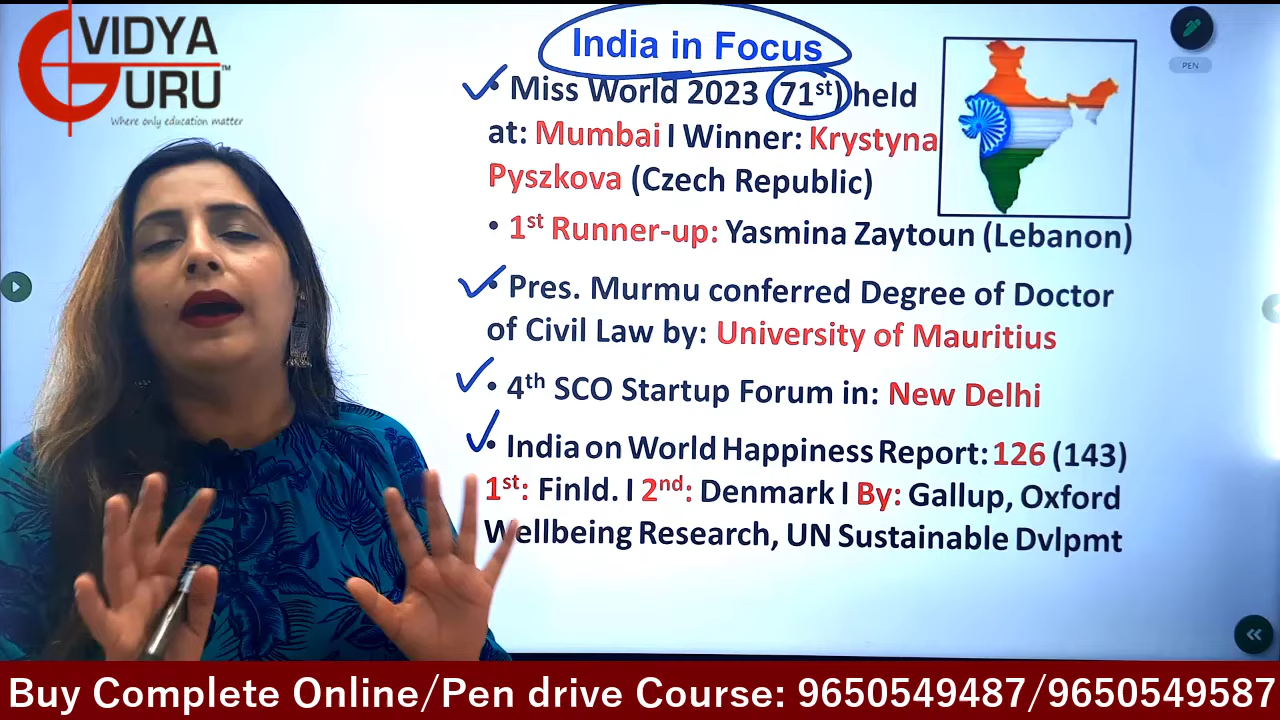 VIDYA
GURU™
Where only education matter
India in Focus
PEN
• Miss World 2023 (71st) held
at: Mumbai I Winner: Krystyna
Pyszkova (Czech Republic)
• 1st Runner-up: Yasmina Zaytoun (Lebanon)
• Pres. Murmu conferred Degree of Doctor
of Civil Law by: University of Mauritius
• 4th SCO Startup Forum in: New Delhi
• India on World Happiness Report: 126 (143)
1st: Finld. I 2nd: Denmark I By: Gallup, Oxford
Wellbeing Research, UN Sustainable Dvlpmt
Buy Complete Online/Pen drive Course: 9650549487/9650549587